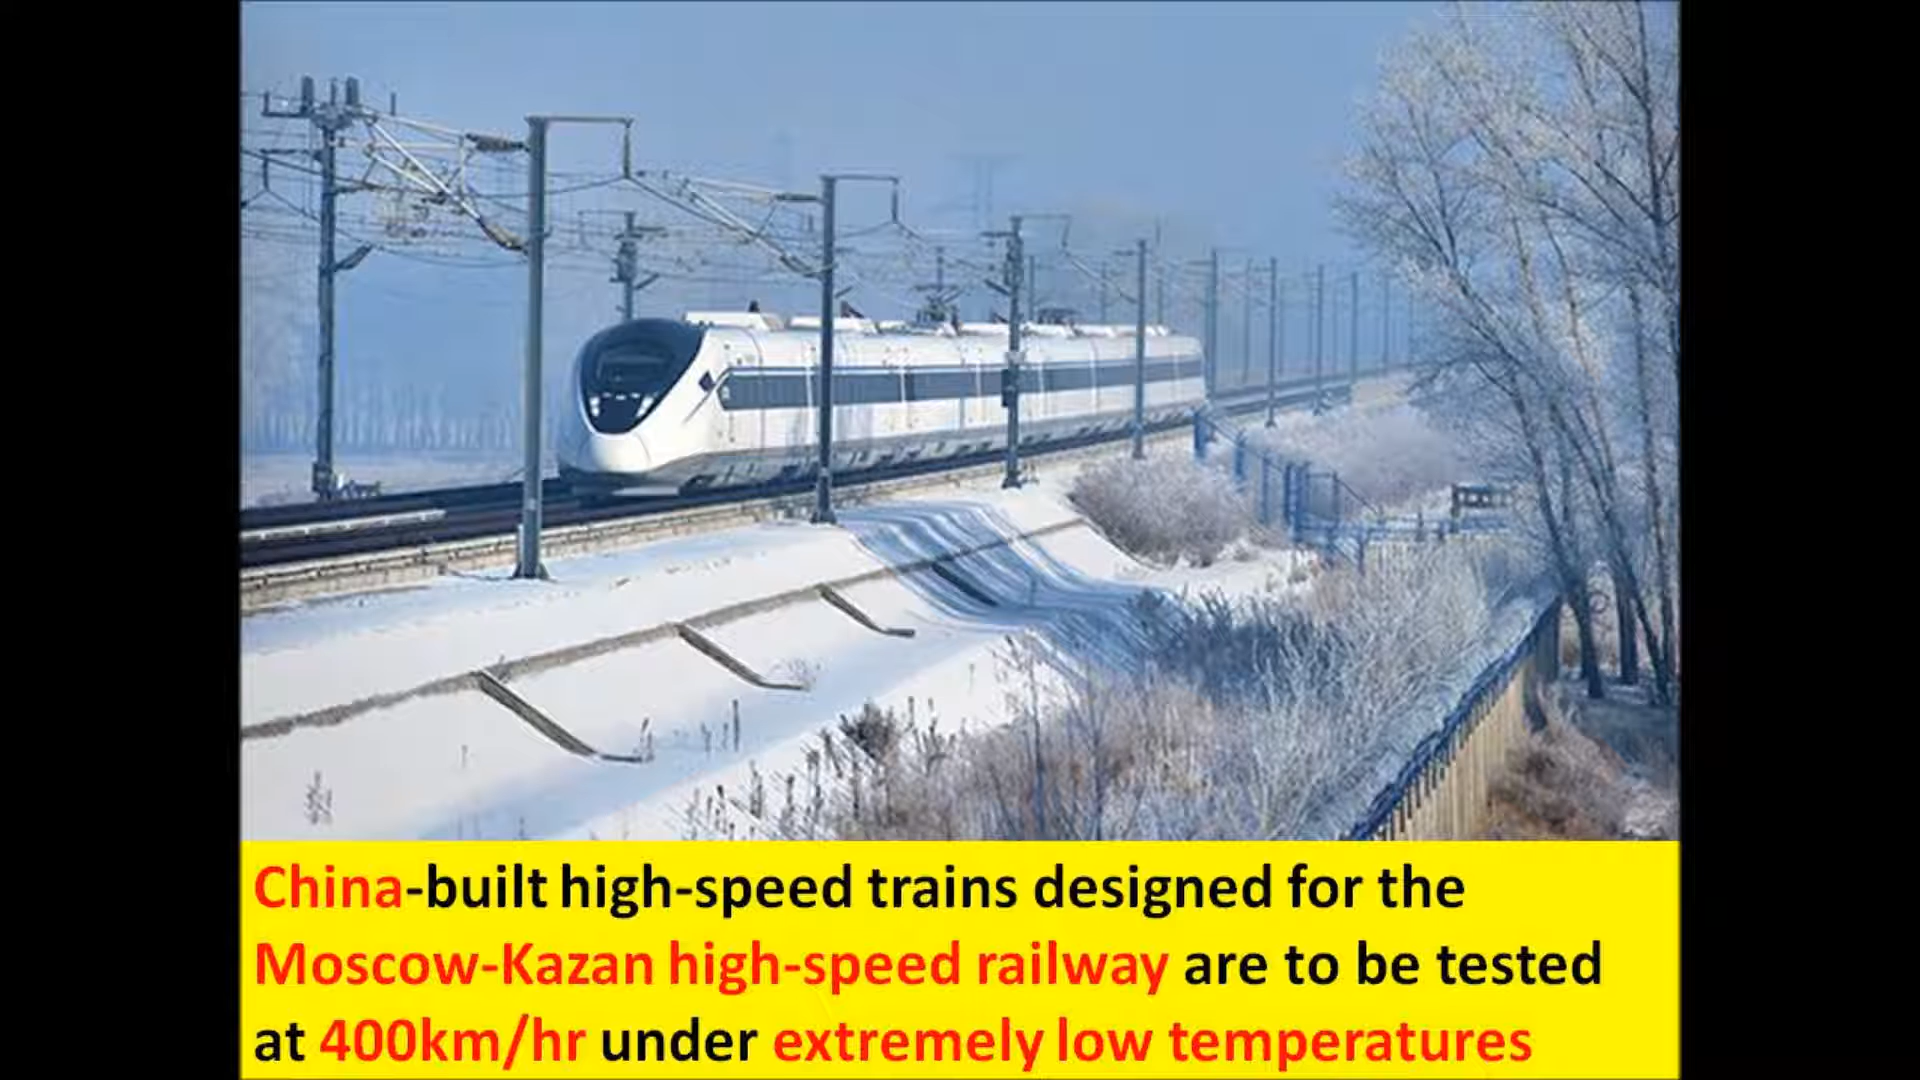 China-built high-speed trains designed for the
Moscow-Kazan high-speed railway are to be tested
at 400km/hr under extremely low temperatures